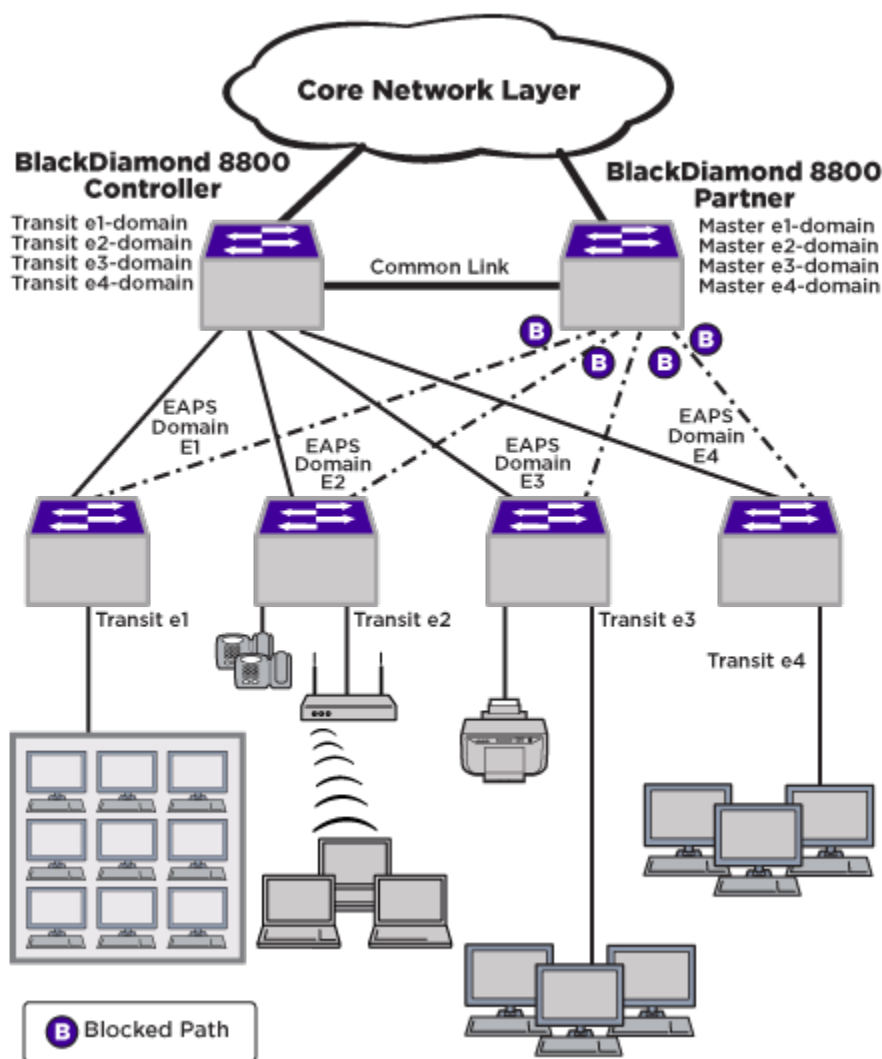 Core Network Layer
BlackDiamond 8800
Controller
Transit e1-domain
Transit e2-domain
Transit e3-domain
Transit e4-domain
BlackDiamond 8800
Partner
Master e1-domain
Master e2-domain
Master e3-domain
Master e4-domain
Common Link
B
B
B
B
EAPS
Domain
E1
EAPS
Domain
E2
EAPS
Domain
E3
EAPS
Domain
E4
Transit e1
Transit e2
Transit e3
Transit e4
B Blocked Path